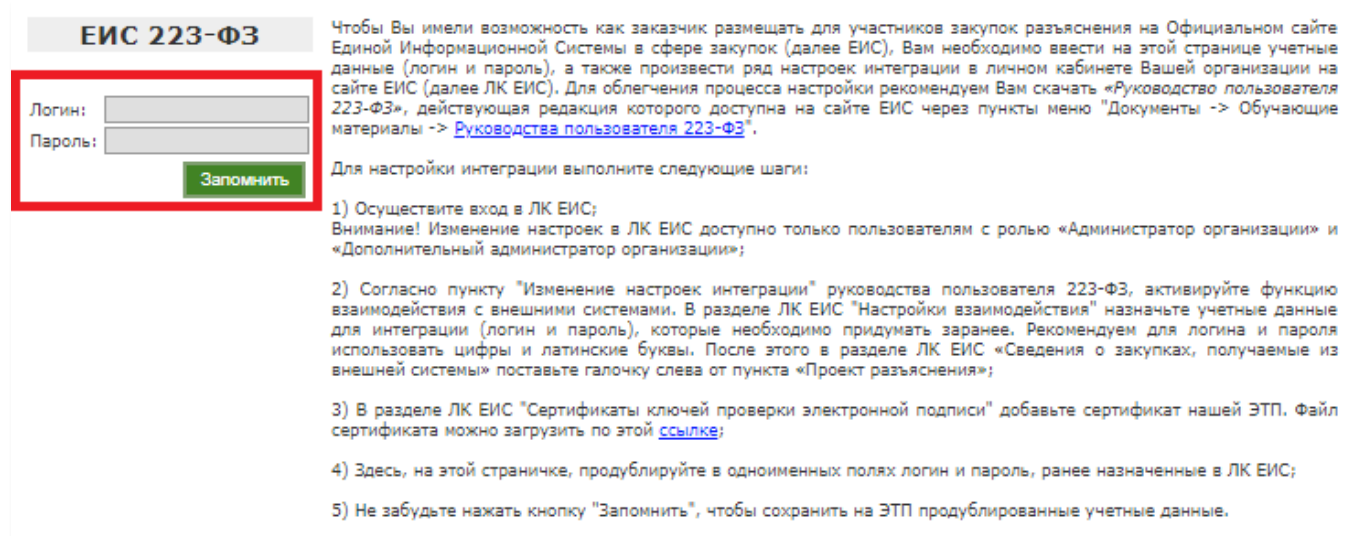 ЕИС 223-ФЗ
Логин:
Пароль:
Запомнить
Чтобы Вы имели возможность как заказчик размещать для участников закупок разъяснения на Официальном сайте
Единой Информационной Системы в сфере закупок (далее ЕИС), Вам необходимо ввести на этой странице учетные
данные (логин и пароль), а также произвести ряд настроек интеграции в личном кабинете Вашей организации на
сайте ЕИС (далее ЛК ЕИС). Для облегчения процесса настройки рекомендуем Вам скачать «Руководство пользователя
223-ФЗ», действующая редакция которого доступна на сайте ЕИС через пункты меню "Документы -> Обучающие
материалы -> Руководства пользователя 223-ФЗ".
Для настройки интеграции выполните следующие шаги:
1) Осуществите вход в ЛК ЕИС;
Внимание! Изменение настроек в ЛК ЕИС доступно только пользователям с ролью «Администратор организации» и
«Дополнительный администратор организации»;
2) Согласно пункту "Изменение настроек интеграции" руководства пользователя 223-ФЗ, активируйте функцию
взаимодействия с внешними системами. В разделе ЛК ЕИС "Настройки взаимодействия" назначьте учетные данные
для интеграции (логин и пароль), которые необходимо придумать заранее. Рекомендуем для логина и пароля
использовать цифры и латинские буквы. После этого в разделе ЛК ЕИС «Сведения о закупках, получаемые из
внешней системы» поставьте галочку слева от пункта «Проект разъяснения»;
3) В разделе ЛК ЕИС "Сертификаты ключей проверки электронной подписи" добавьте сертификат нашей ЭТП. Файл
сертификата можно загрузить по этой ссылке;
4) Здесь, на этой страничке, продублируйте в одноименных полях логин и пароль, ранее назначенные в ЛК ЕИС;
5) Не забудьте нажать кнопку "Запомнить", чтобы сохранить на ЭТП продублированные учетные данные.